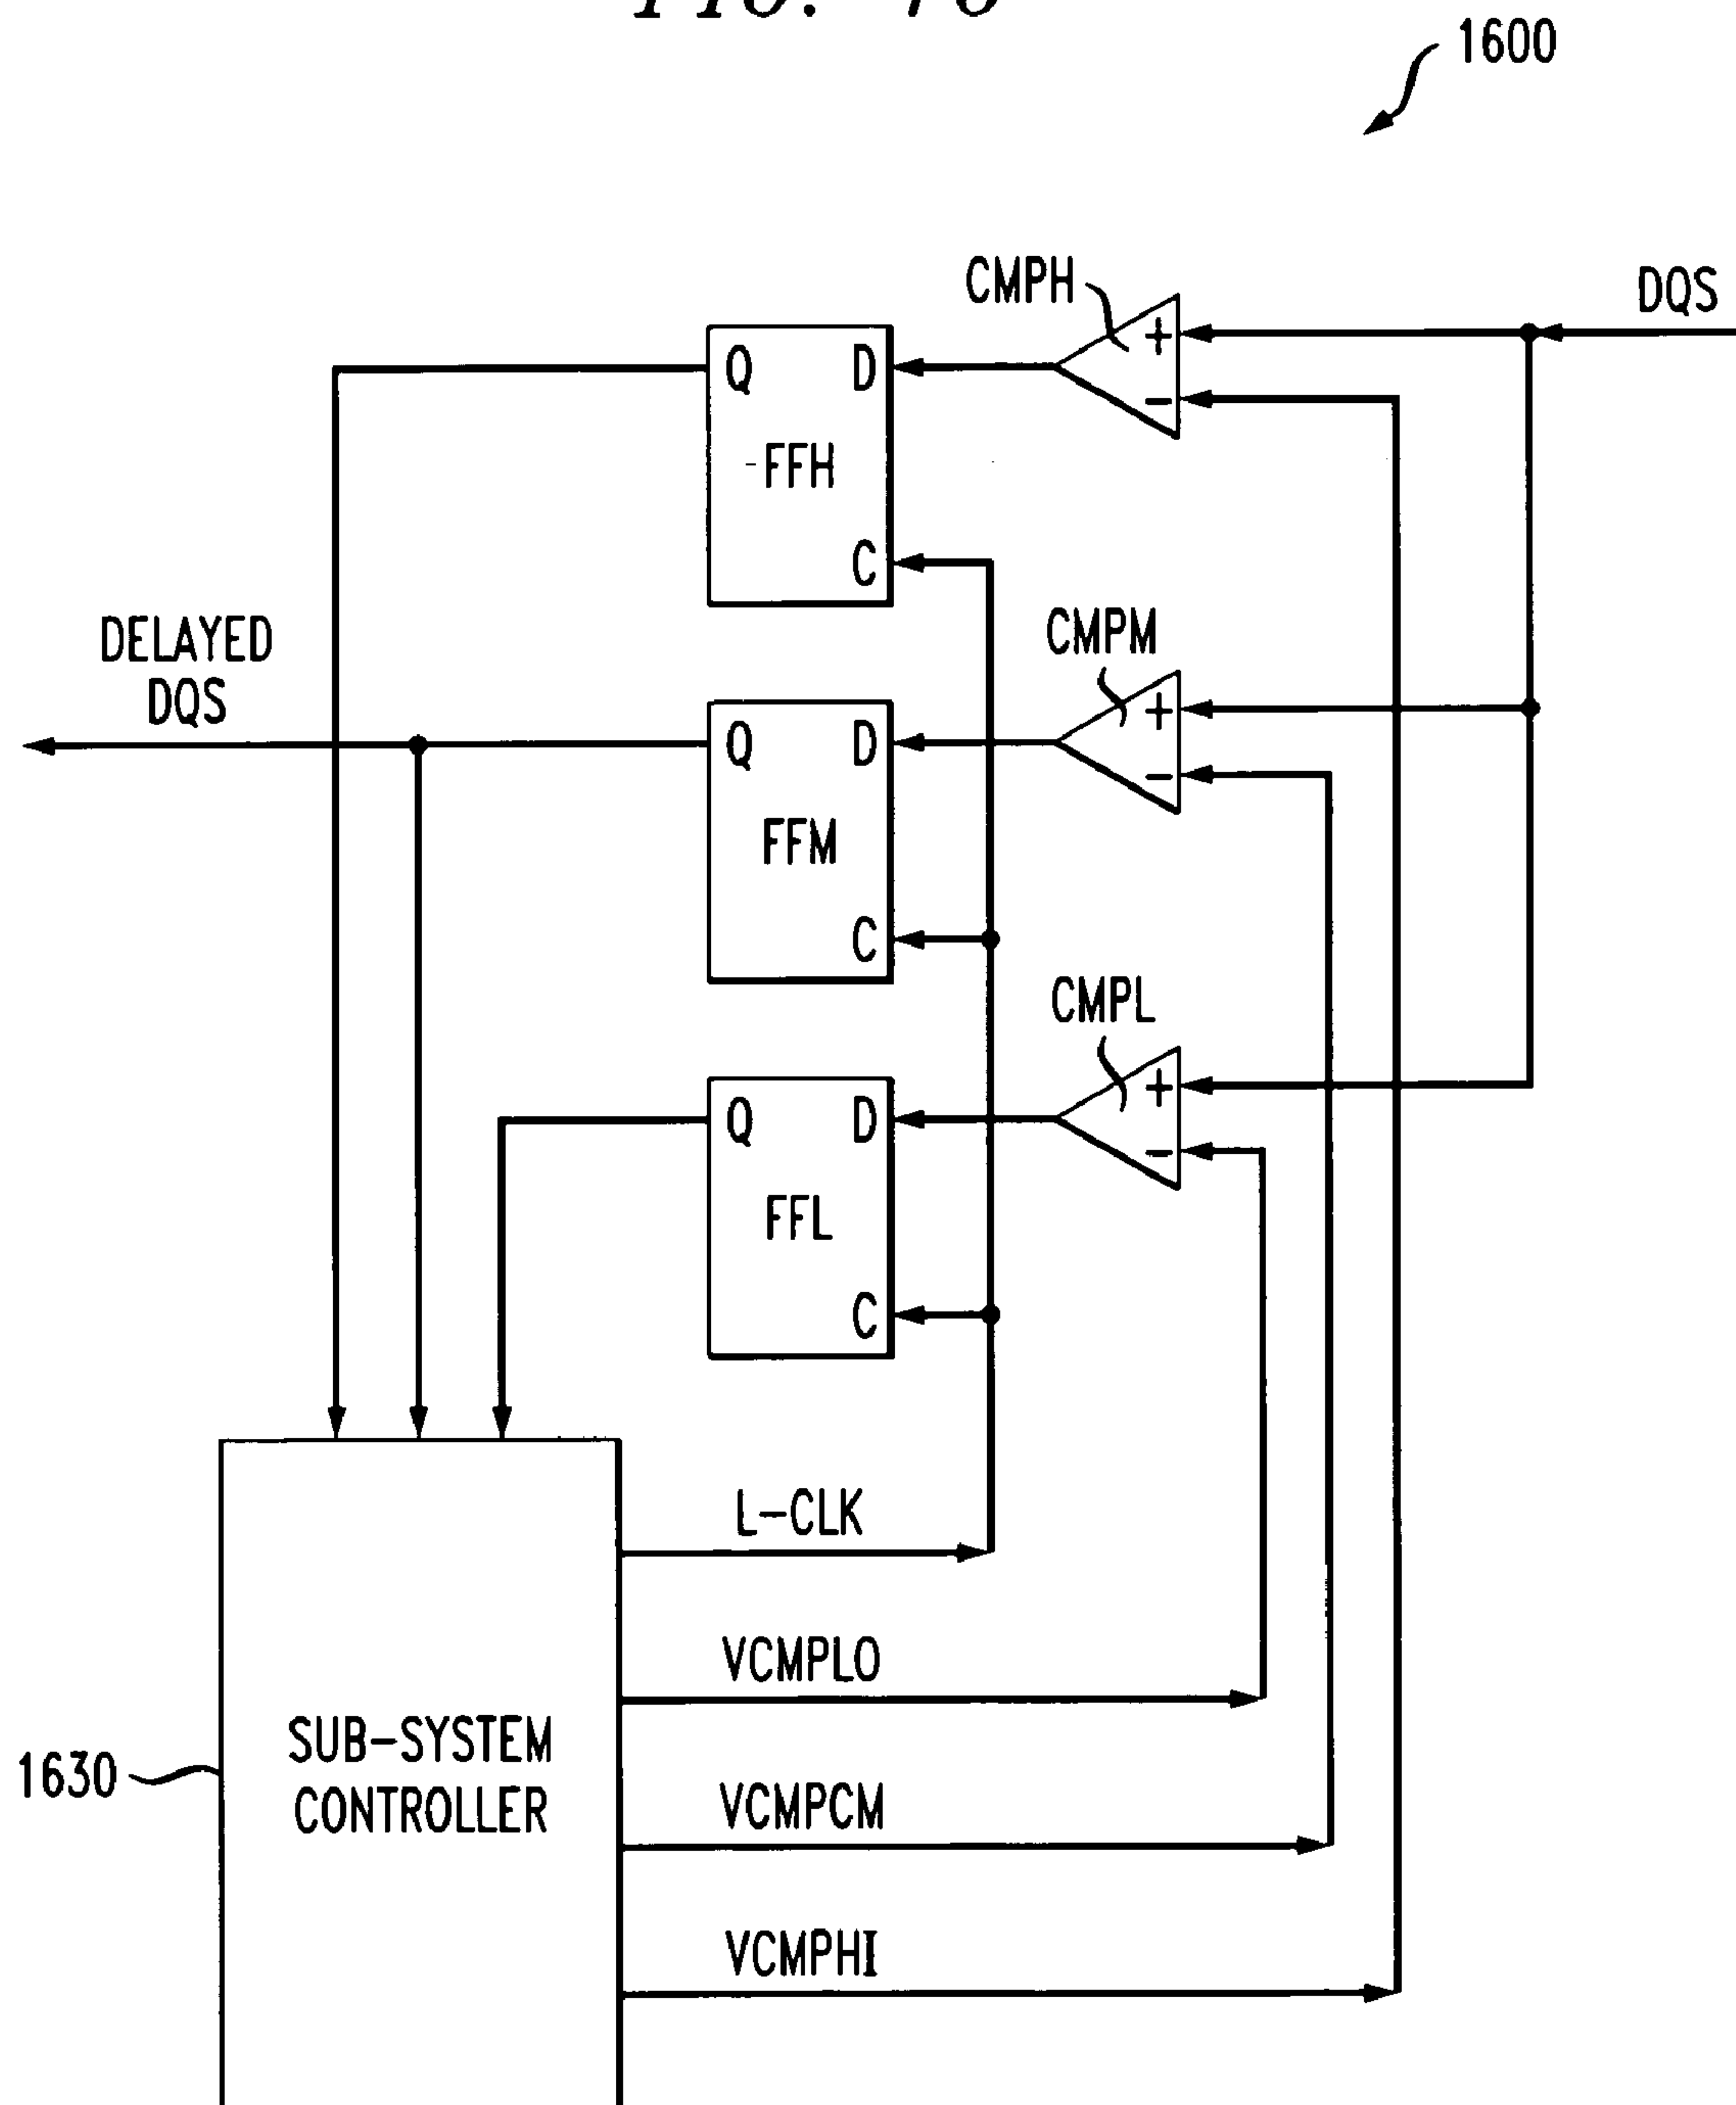 1600
CMPH
DQS
+
Q D
-
FFH
C
DELAYED
DQS
CMPM
+
Q D
-
FFM
C
CMPL
+
Q D
-
FFL
C
L-CLK
VCMPLO
SUB-SYSTEM
CONTROLLER
1630
VCMPCM
VCMPHI